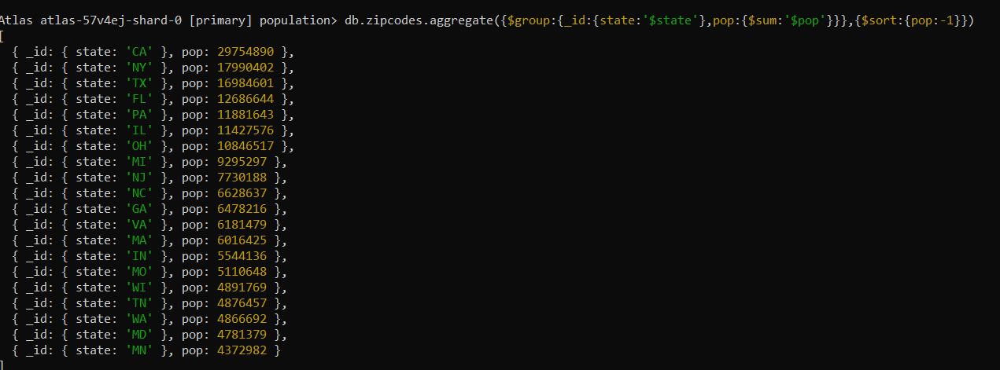 Atlas atlas-57v4ej-shard-0 [primary] population> db.zipcodes.aggregate({$group:{_id:{state:'$state'},pop:{$sum:'$pop'}}},{$sort:{pop:-1}})
[
  { _id: { state: 'CA' }, pop: 29754890 },
  { _id: { state: 'NY' }, pop: 17990402 },
  { _id: { state: 'TX' }, pop: 16984601 },
  { _id: { state: 'FL' }, pop: 12686644 },
  { _id: { state: 'PA' }, pop: 11881643 },
  { _id: { state: 'IL' }, pop: 11427576 },
  { _id: { state: 'OH' }, pop: 10846517 },
  { _id: { state: 'MI' }, pop: 9295297 },
  { _id: { state: 'NJ' }, pop: 7730188 },
  { _id: { state: 'NC' }, pop: 6628637 },
  { _id: { state: 'GA' }, pop: 6478216 },
  { _id: { state: 'VA' }, pop: 6181479 },
  { _id: { state: 'MA' }, pop: 6016425 },
  { _id: { state: 'IN' }, pop: 5544136 },
  { _id: { state: 'MO' }, pop: 5110648 },
  { _id: { state: 'WI' }, pop: 4891769 },
  { _id: { state: 'TN' }, pop: 4876457 },
  { _id: { state: 'WA' }, pop: 4866692 },
  { _id: { state: 'MD' }, pop: 4781379 },
  { _id: { state: 'MN' }, pop: 4372982 }
]